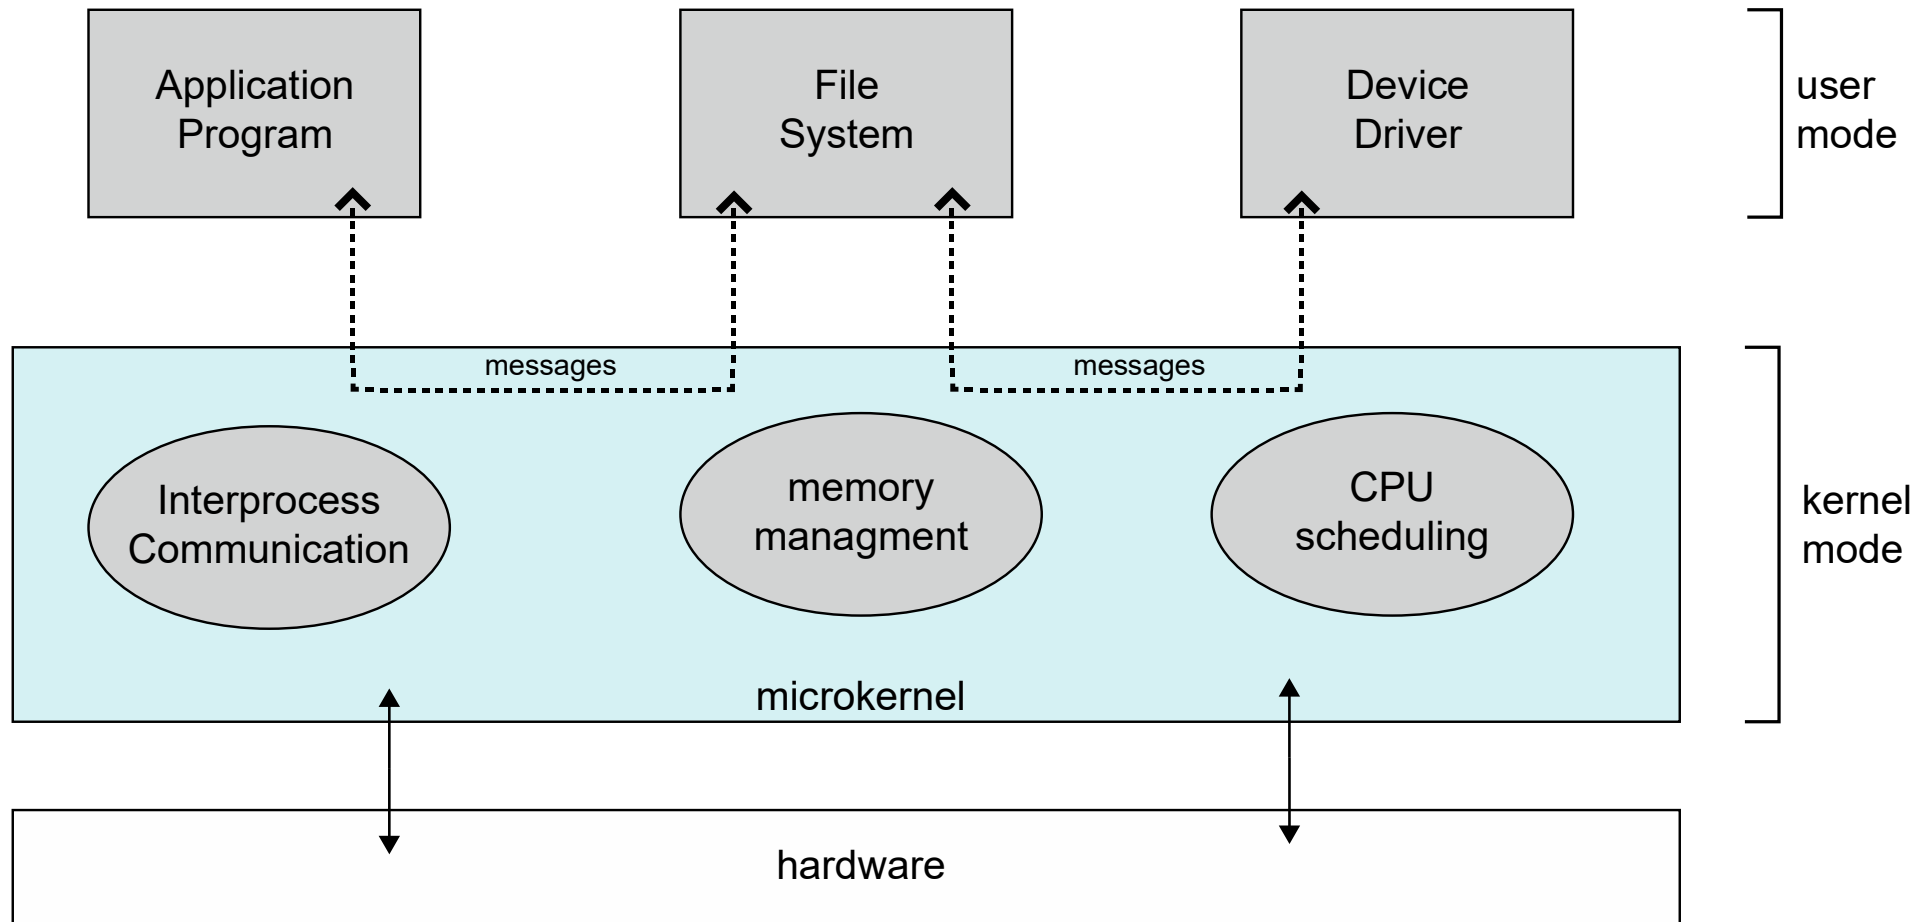 Application
Program
File
System
Device
Driver
user
mode
messages
messages
Interprocess
Communication
memory
managment
CPU
scheduling
kernel
mode
microkernel
hardware